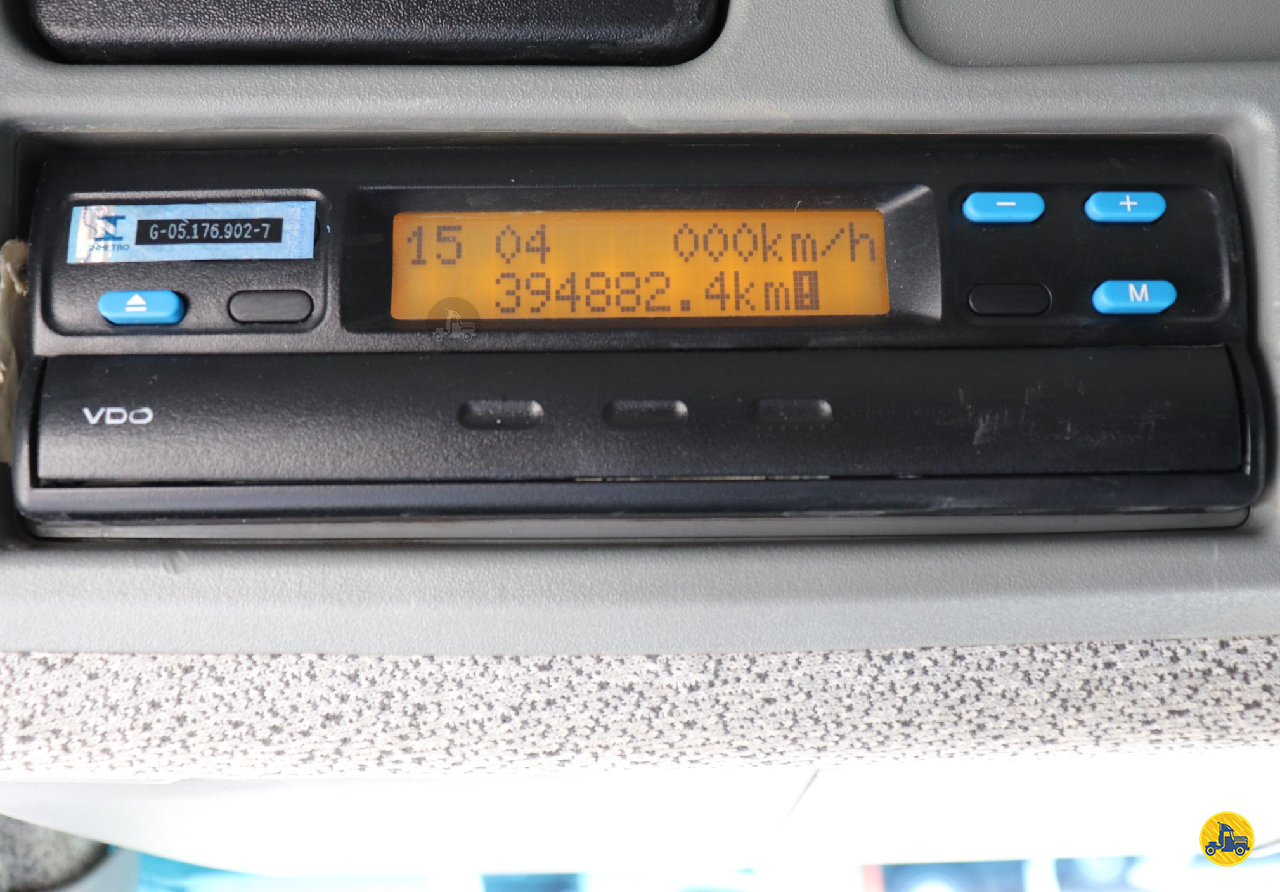 INMETRO
G-05.176.902-7
15 04 000km/h
394882.4km
− +
M
VDO